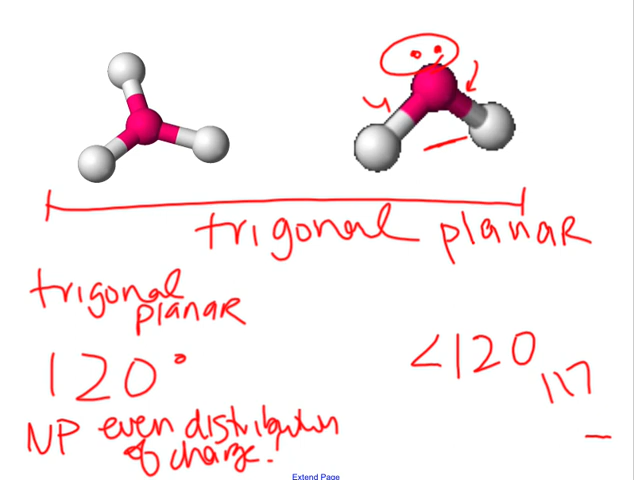 trigonal planar
trigonal
planar
120°
<120
117
NP even distribution
of charge.
Extend Page